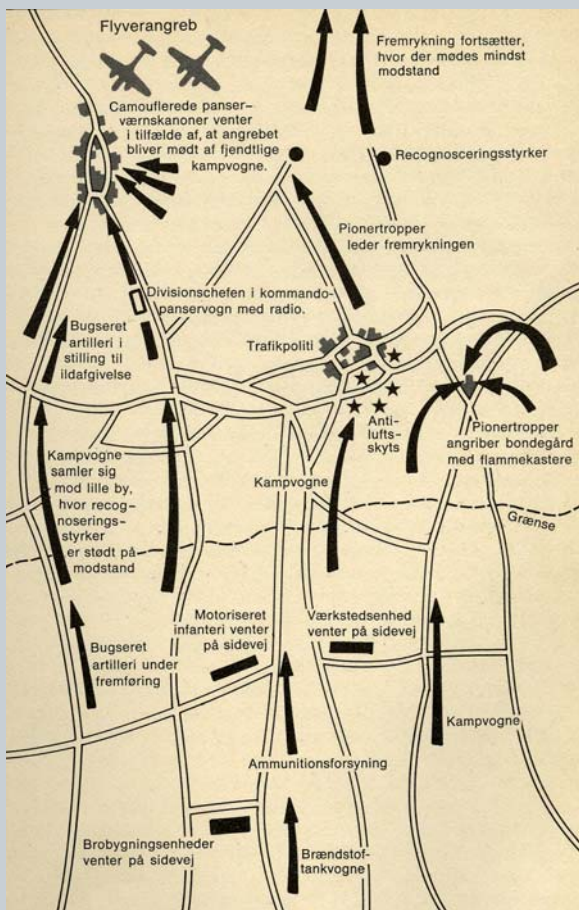 Flyverangreb
Fremrykning fortsætter,
hvor der mødes mindst
modstand
Camouflerede panser-
værnskanoner venter
i tilfælde af, at angrebet
bliver mødt af fjendtlige
kampvogne.
Recognosceringsstyrker
Pionertropper
leder fremrykningen
Divisionschefen i kommando-
panservogn med radio.
Bugseret
artilleri i
stilling til
ildafgivelse
Trafikpoliti
Anti-
lufts-
skyts
Pionertropper
angriber bondegård
med flammekastere
Kampvogne
samler sig
mod lille by,
hvor recog-
noserings-
styrker
er stødt på
modstand
Kampvogne
Grænse
Motoriseret
infanteri venter
på sidevej
Værkstedsenhed
venter på sidevej
Bugseret
artilleri under
fremføring
Kampvogne
Ammunitionsforsyning
Brobygningsenheder
venter på sidevej
Brændstof-
tankvogne